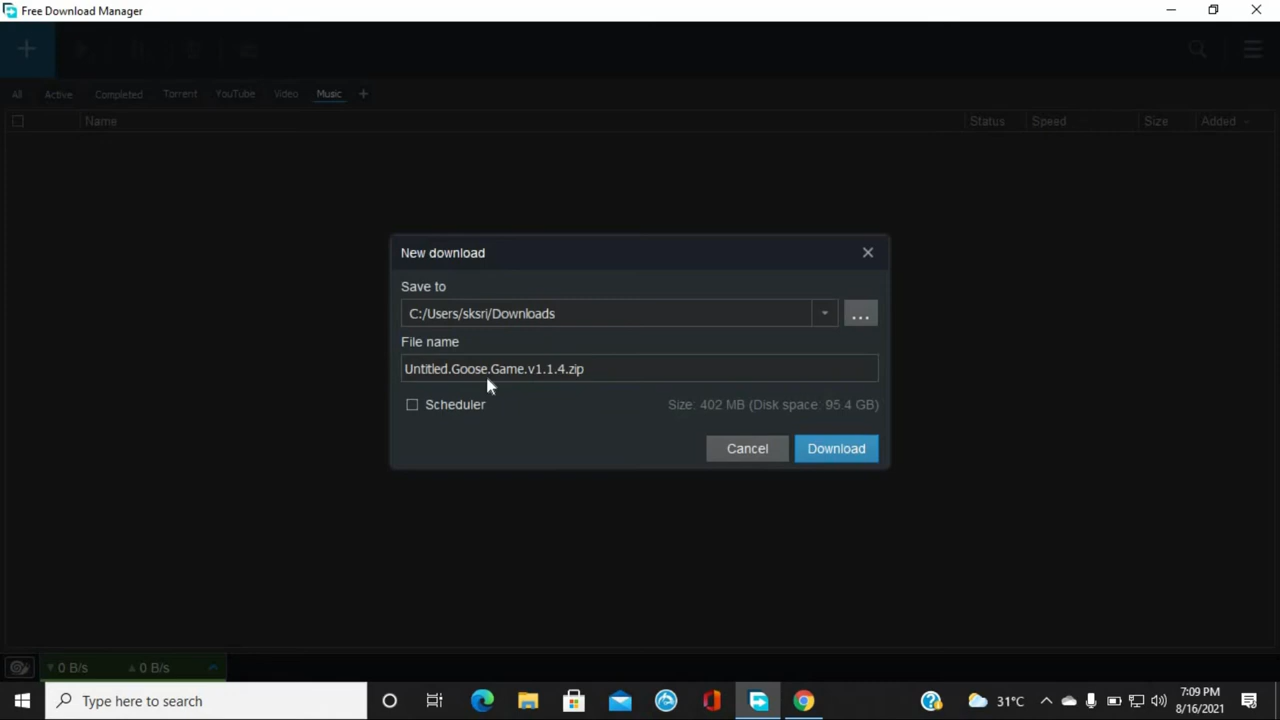 Free Download Manager
All Active Completed Torrent YouTube Video Music +
Name Status Speed Size Added
New download
Save to
C:/Users/sksri/Downloads
...
File name
Untitled.Goose.Game.v1.1.4.zip
Scheduler Size: 402 MB (Disk space: 95.4 GB)
Cancel Download
0 B/s 0 B/s
Type here to search 31°C 7:09 PM
8/16/2021